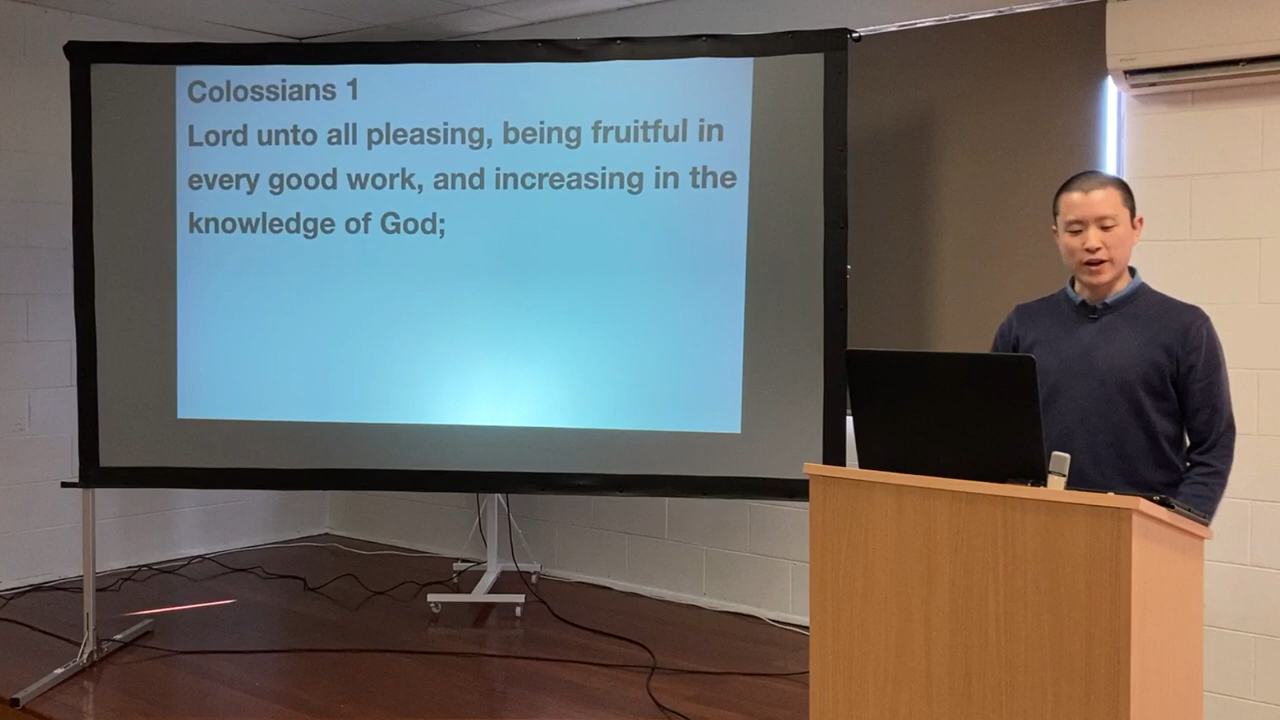 Colossians 1
Lord unto all pleasing, being fruitful in
every good work, and increasing in the
knowledge of God;